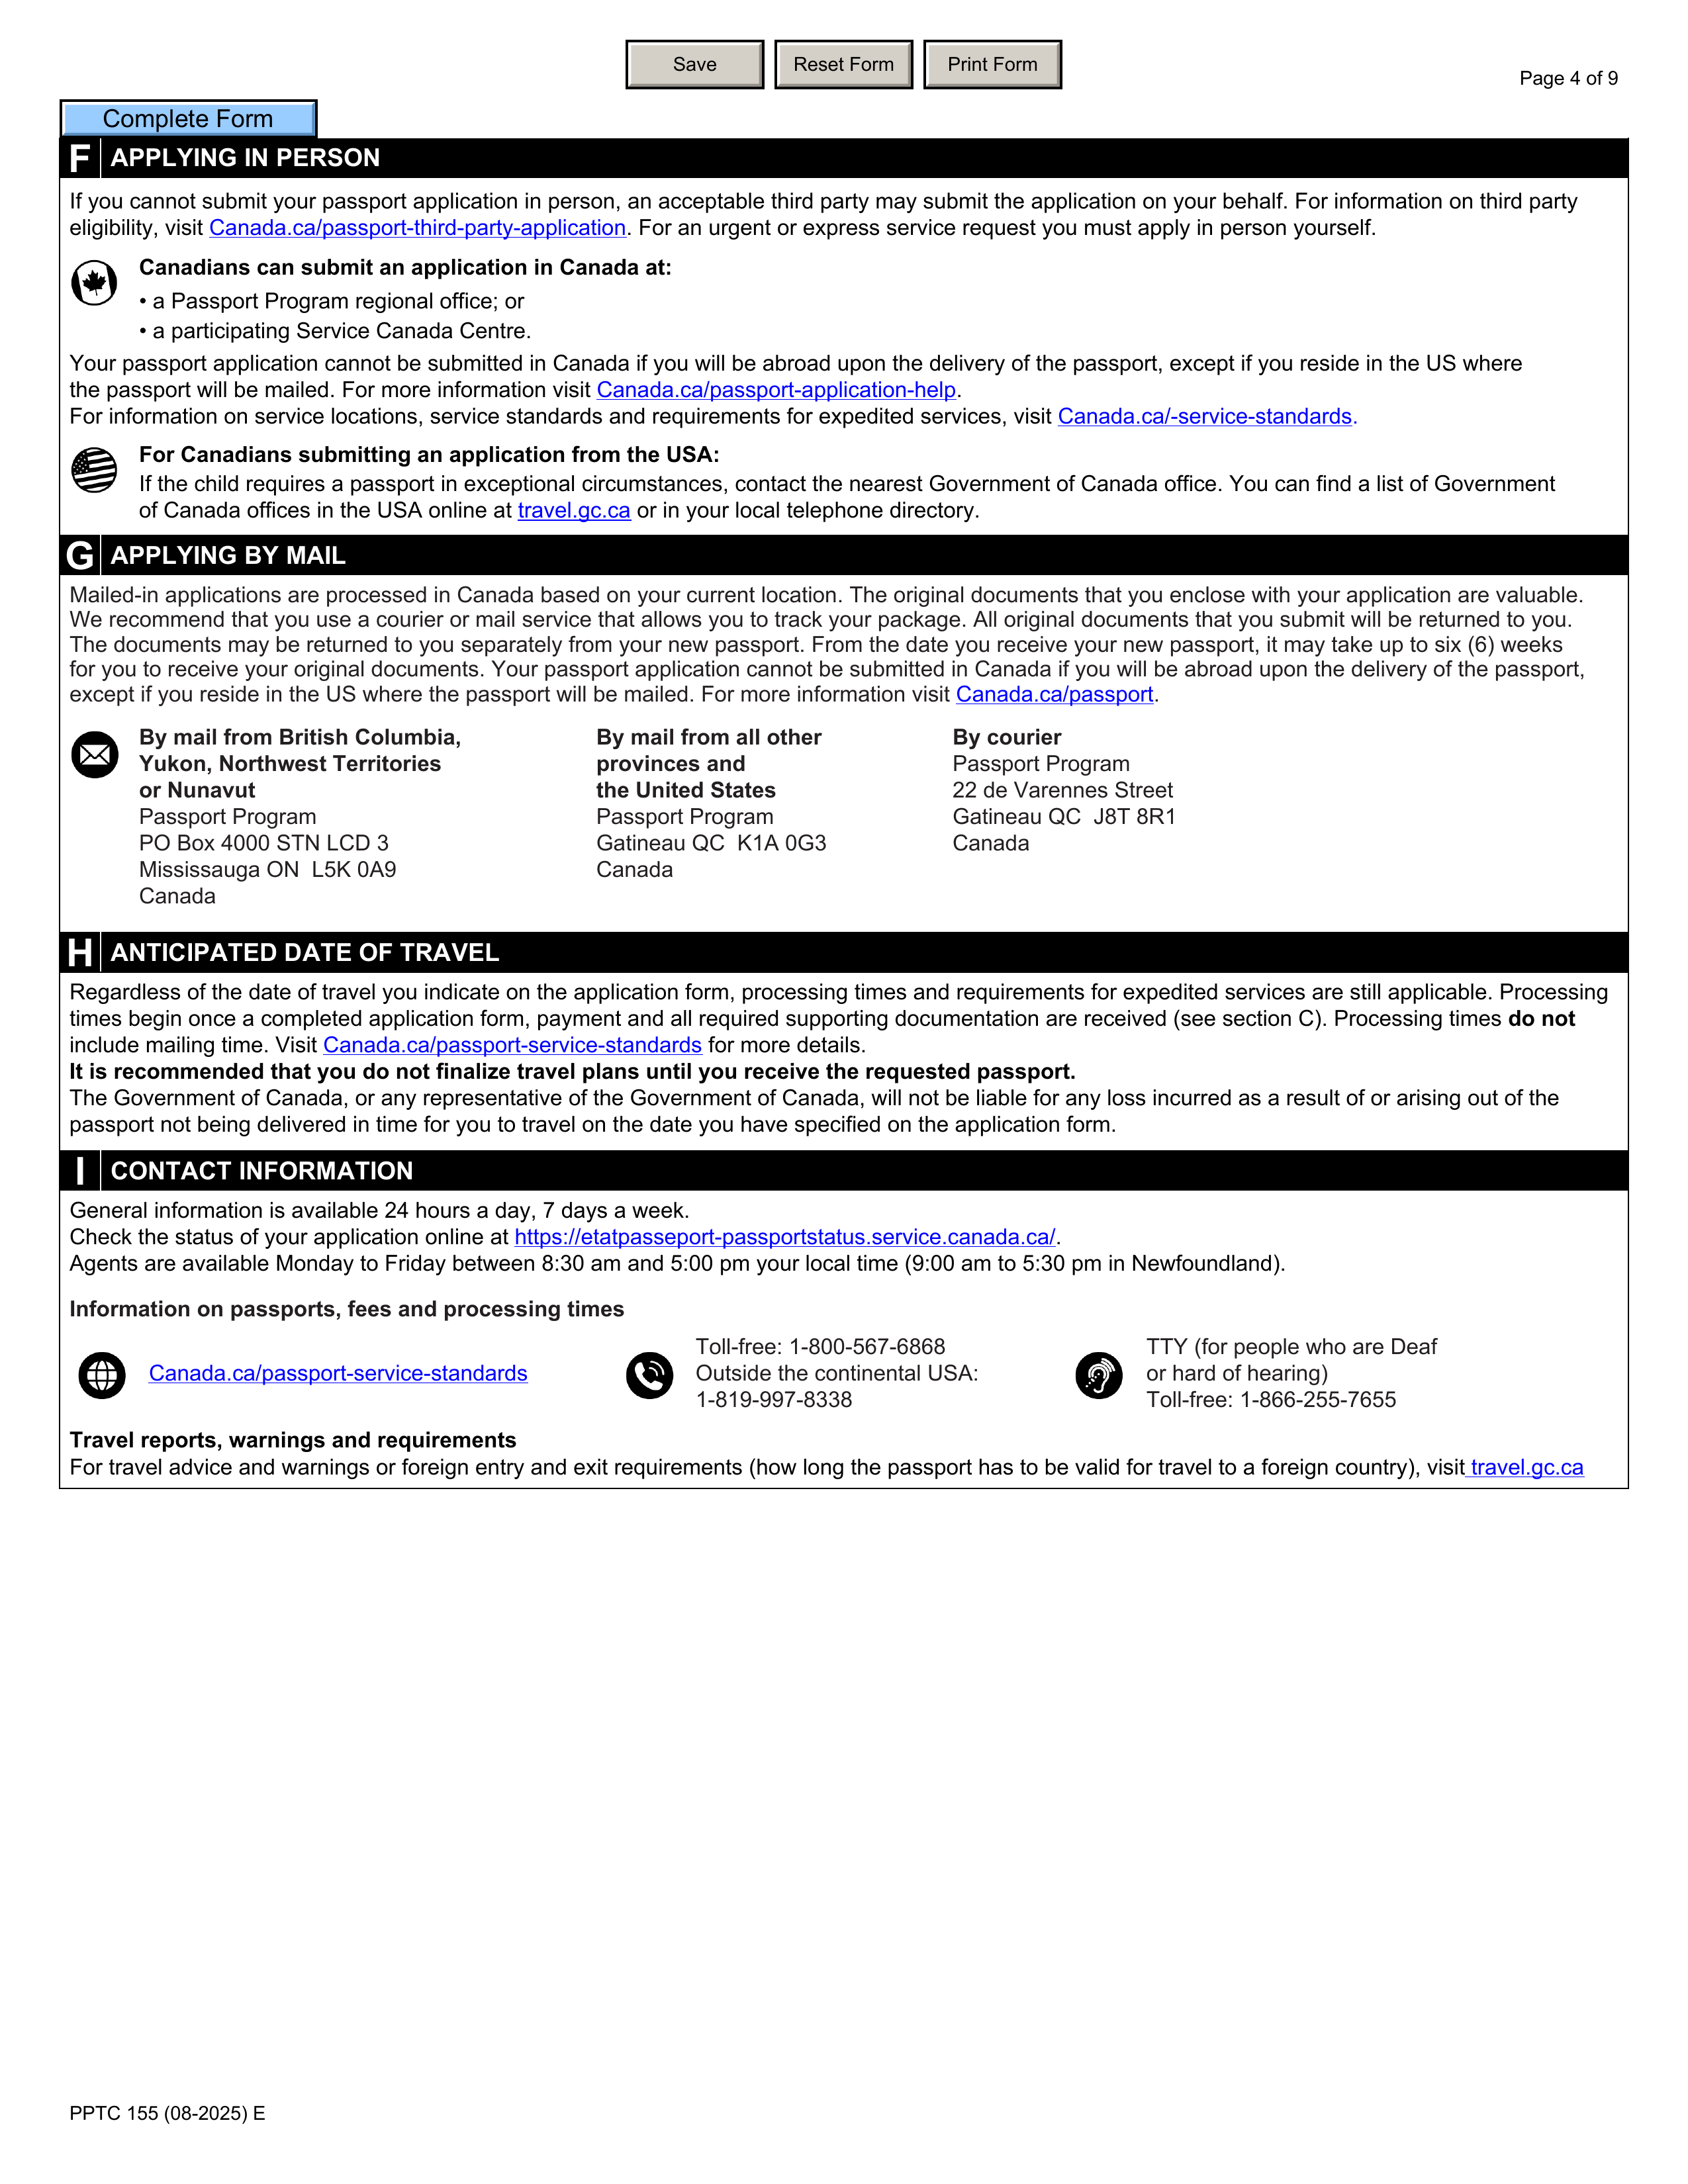 Save
Reset Form
Print Form
Page 4 of 9
Complete Form
F APPLYING IN PERSON
If you cannot submit your passport application in person, an acceptable third party may submit the application on your behalf. For information on third party
eligibility, visit Canada.ca/passport-third-party-application. For an urgent or express service request you must apply in person yourself.
Canadians can submit an application in Canada at:
• a Passport Program regional office; or
• a participating Service Canada Centre.
Your passport application cannot be submitted in Canada if you will be abroad upon the delivery of the passport, except if you reside in the US where
the passport will be mailed. For more information visit Canada.ca/passport-application-help.
For information on service locations, service standards and requirements for expedited services, visit Canada.ca/-service-standards.
For Canadians submitting an application from the USA:
If the child requires a passport in exceptional circumstances, contact the nearest Government of Canada office. You can find a list of Government
of Canada offices in the USA online at travel.gc.ca or in your local telephone directory.
G APPLYING BY MAIL
Mailed-in applications are processed in Canada based on your current location. The original documents that you enclose with your application are valuable.
We recommend that you use a courier or mail service that allows you to track your package. All original documents that you submit will be returned to you.
The documents may be returned to you separately from your new passport. From the date you receive your new passport, it may take up to six (6) weeks
for you to receive your original documents. Your passport application cannot be submitted in Canada if you will be abroad upon the delivery of the passport,
except if you reside in the US where the passport will be mailed. For more information visit Canada.ca/passport.
By mail from British Columbia,
Yukon, Northwest Territories
or Nunavut
Passport Program
PO Box 4000 STN LCD 3
Mississauga ON  L5K 0A9
Canada
By mail from all other
provinces and
the United States
Passport Program
Gatineau QC  K1A 0G3
Canada
By courier
Passport Program
22 de Varennes Street
Gatineau QC  J8T 8R1
Canada
H ANTICIPATED DATE OF TRAVEL
Regardless of the date of travel you indicate on the application form, processing times and requirements for expedited services are still applicable. Processing
times begin once a completed application form, payment and all required supporting documentation are received (see section C). Processing times do not
include mailing time. Visit Canada.ca/passport-service-standards for more details.
It is recommended that you do not finalize travel plans until you receive the requested passport.
The Government of Canada, or any representative of the Government of Canada, will not be liable for any loss incurred as a result of or arising out of the
passport not being delivered in time for you to travel on the date you have specified on the application form.
I CONTACT INFORMATION
General information is available 24 hours a day, 7 days a week.
Check the status of your application online at https://etatpasseport-passportstatus.service.canada.ca/.
Agents are available Monday to Friday between 8:30 am and 5:00 pm your local time (9:00 am to 5:30 pm in Newfoundland).
Information on passports, fees and processing times
Canada.ca/passport-service-standards
Toll-free: 1-800-567-6868
Outside the continental USA:
1-819-997-8338
TTY (for people who are Deaf
or hard of hearing)
Toll-free: 1-866-255-7655
Travel reports, warnings and requirements
For travel advice and warnings or foreign entry and exit requirements (how long the passport has to be valid for travel to a foreign country), visit travel.gc.ca
PPTC 155 (08-2025) E